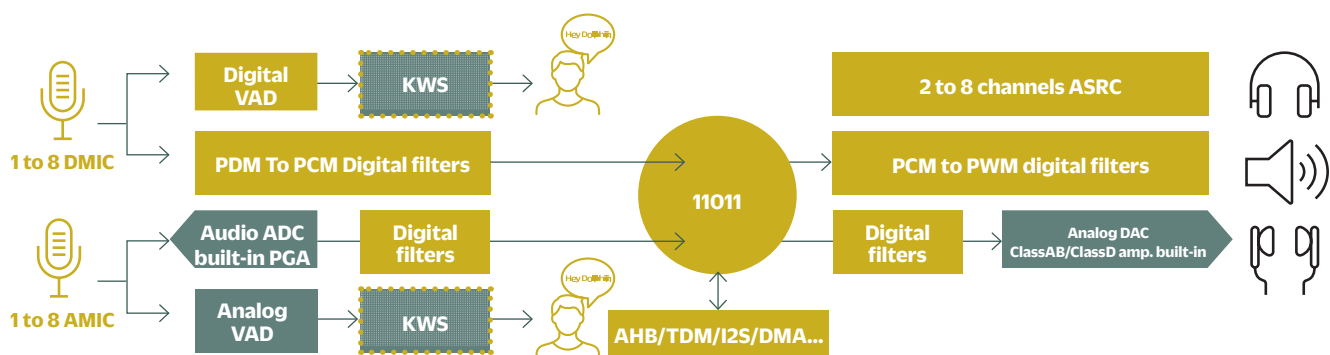 Hey
Digital
VAD
KWS
2 to 8 channels ASRC
1 to 8 DMIC
PDM To PCM Digital filters
PCM to PWM digital filters
11011
Audio ADC
built-in PGA
Digital
filters
Digital
filters
Analog DAC
ClassAB/ClassD amp. built-in
Hey
1 to 8 AMIC
Analog
VAD
KWS
AHB/TDM/I2S/DMA...